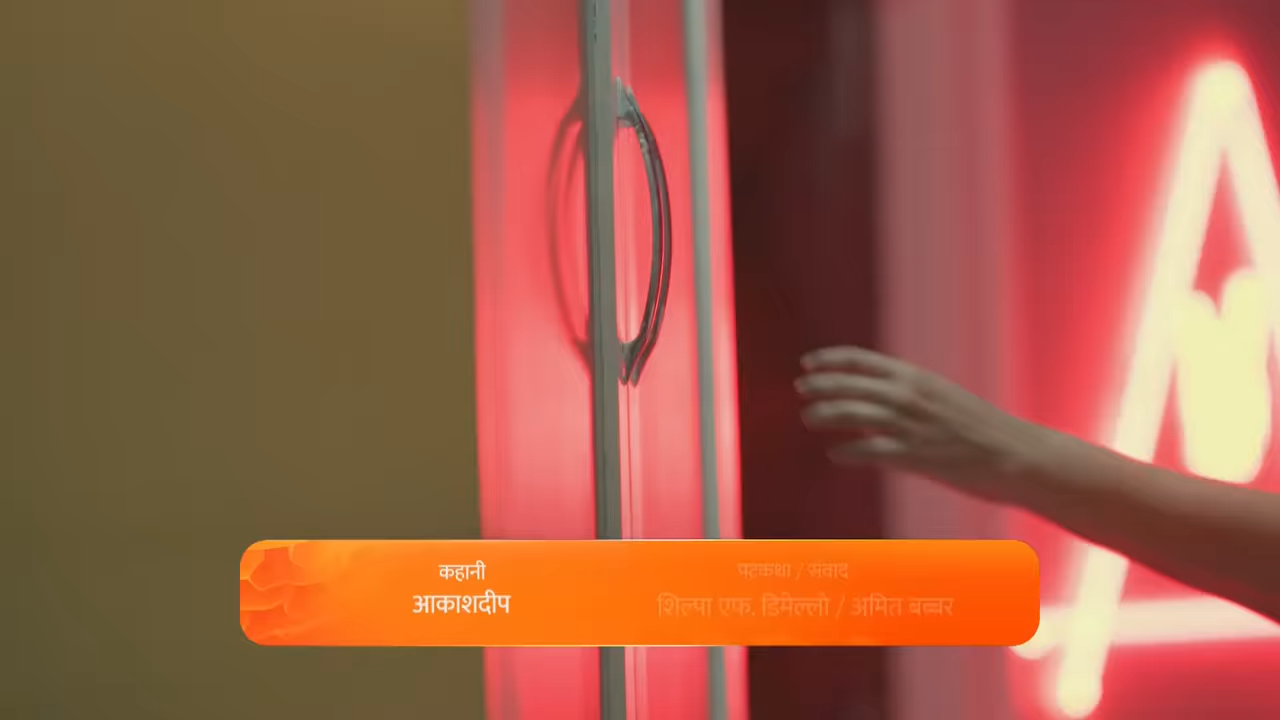 कहानी
आकाशदीप
पटकथा / संवाद
शिल्पा एफ. डिमेल्लो / अमित बब्बर